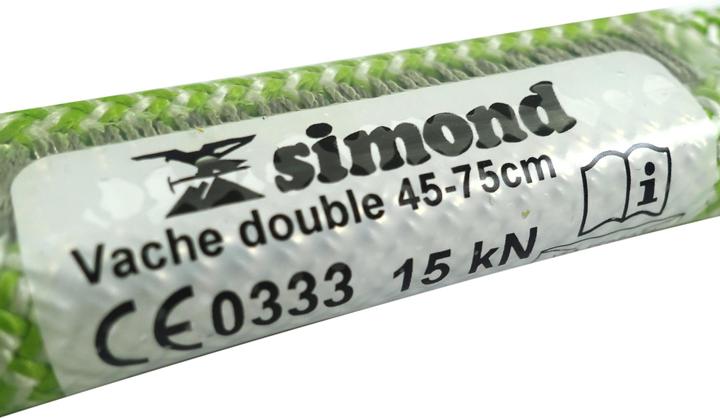 simond
Vache double 45-75cm
CE0333 15 kN
i